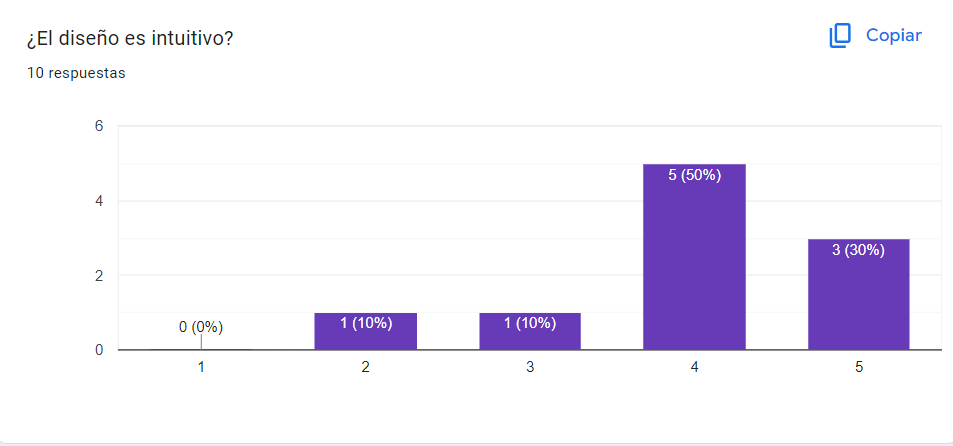 ¿El diseño es intuitivo?
Copiar
10 respuestas
6
4
2
0
0 (0%)
1 (10%)
1 (10%)
5 (50%)
3 (30%)
1 2 3 4 5